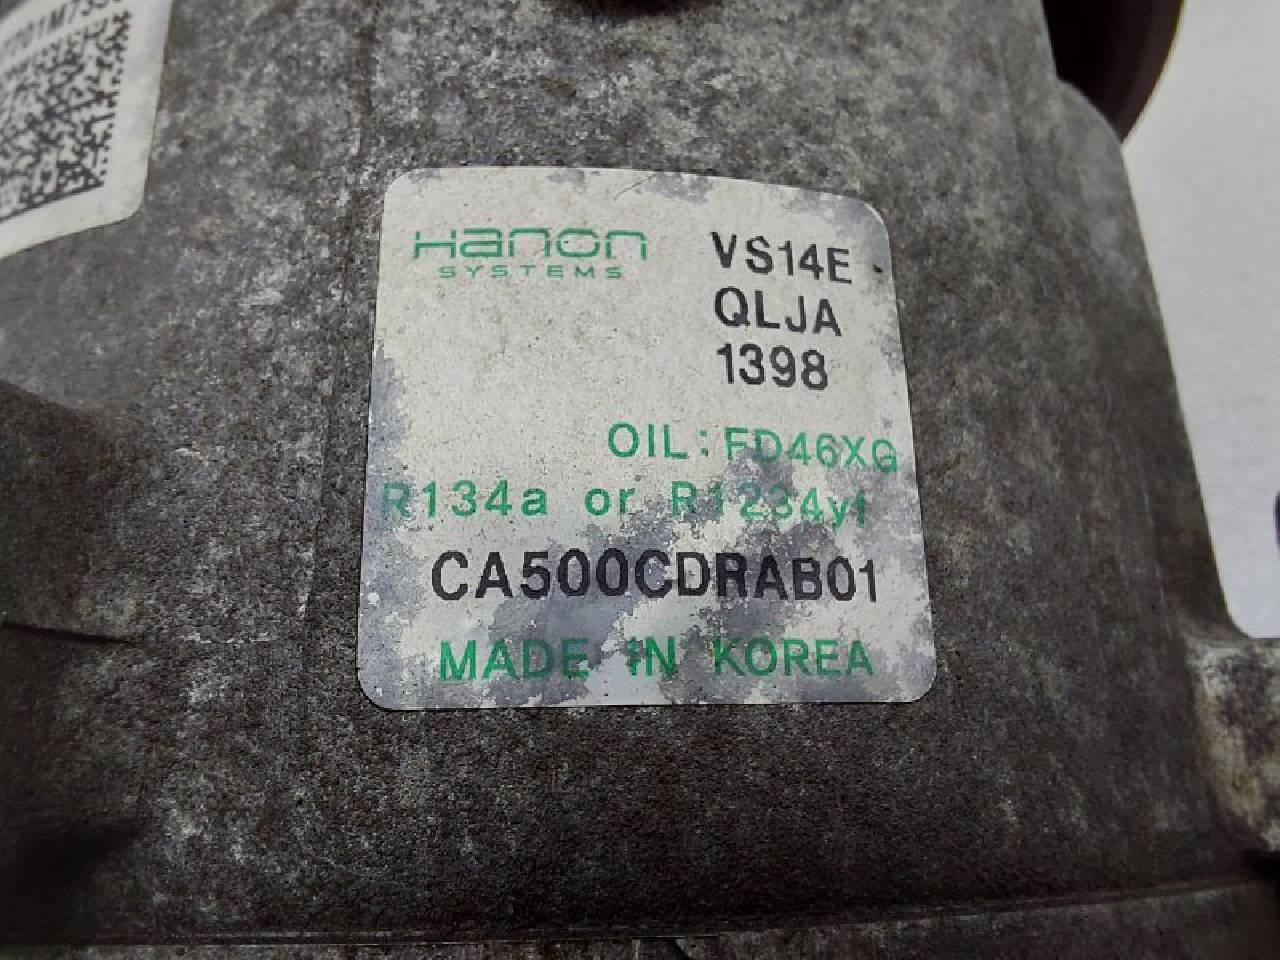 Hanon
SYSTEMS
VS14E
QLJA
1398
OIL: FD46XG
R134a or R1234yf
CA500CDRAB01
MADE IN KOREA